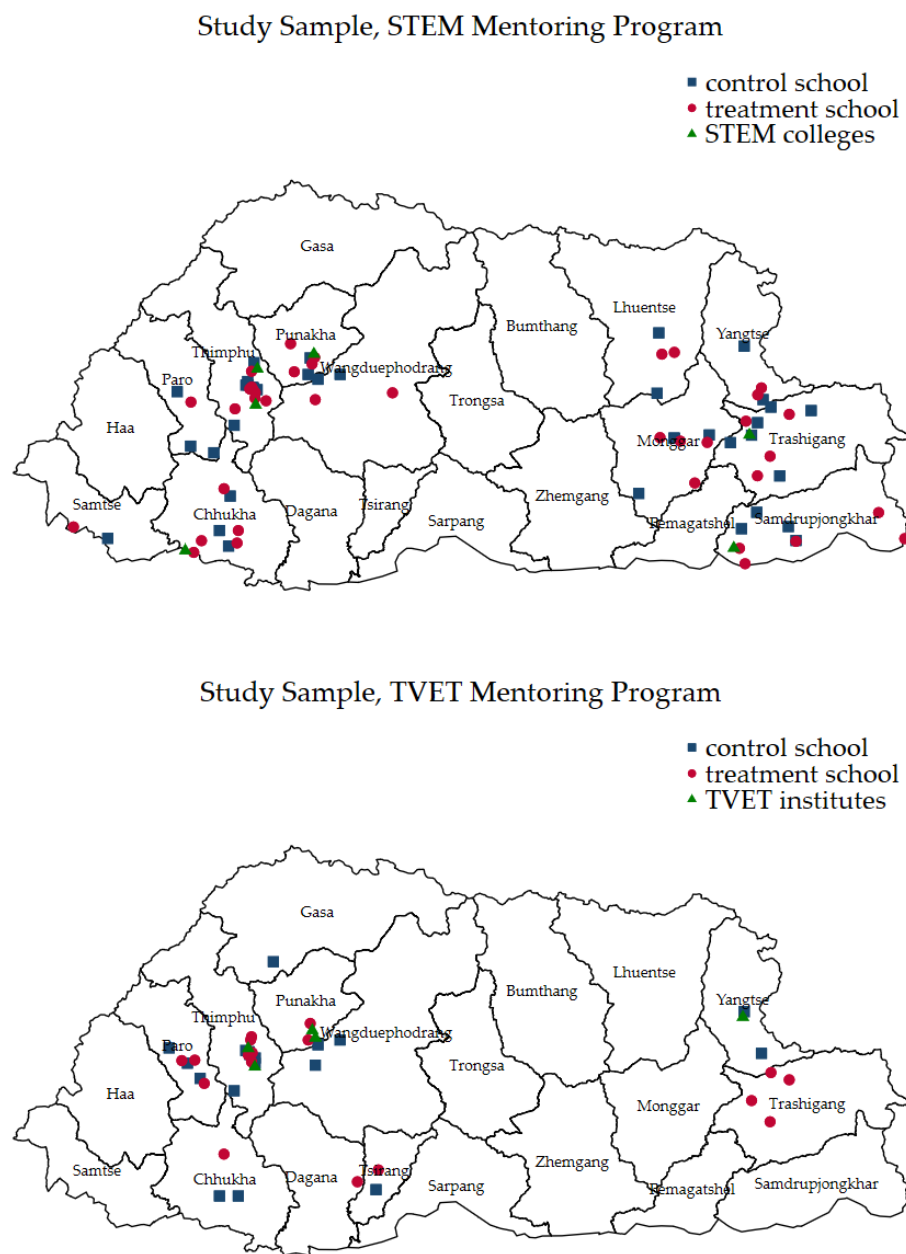 Study Sample, STEM Mentoring Program
control school
treatment school
STEM colleges
Gasa
Lhuentse
Punakha
Bumthang
Yangtse
Thimphu
Wangduephodrang
Paro
Trongsa
Haa
Monggar
Trashigang
Samtse
Zhemgang
Chhukha
Dagana
Tsirang
Sarpang
Pemagatshel
Samdrupjongkhar
Study Sample, TVET Mentoring Program
control school
treatment school
TVET institutes
Gasa
Lhuentse
Punakha
Bumthang
Yangtse
Thimphu
Wangduephodrang
Paro
Trongsa
Haa
Monggar
Trashigang
Samtse
Zhemgang
Chhukha
Dagana
Tsirang
Sarpang
Pemagatshel
Samdrupjongkhar